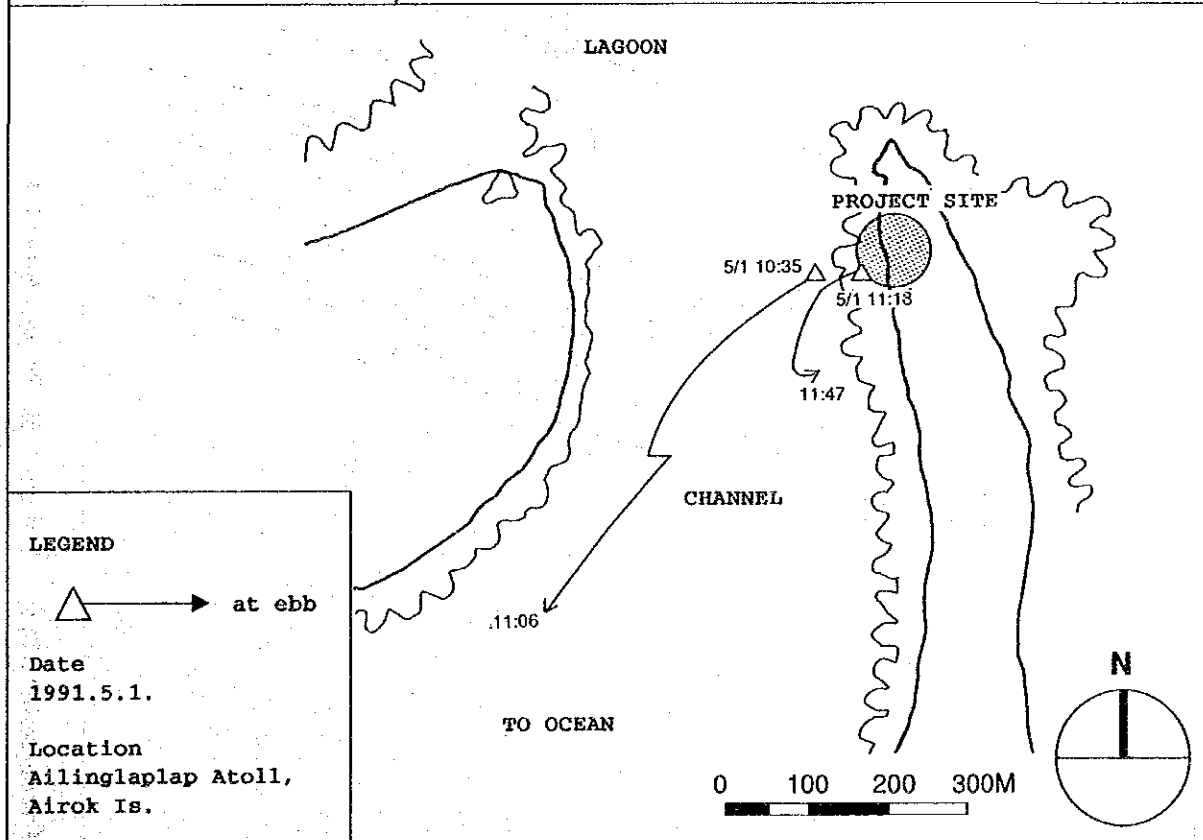 LAGOON
PROJECT SITE
5/1 10:35
5/1 11:18
11:47
CHANNEL
11:06
TO OCEAN
LEGEND
at ebb
Date
1991.5.1.
Location
Ailinglaplap Atoll,
Airok Is.
N
0 100 200 300M